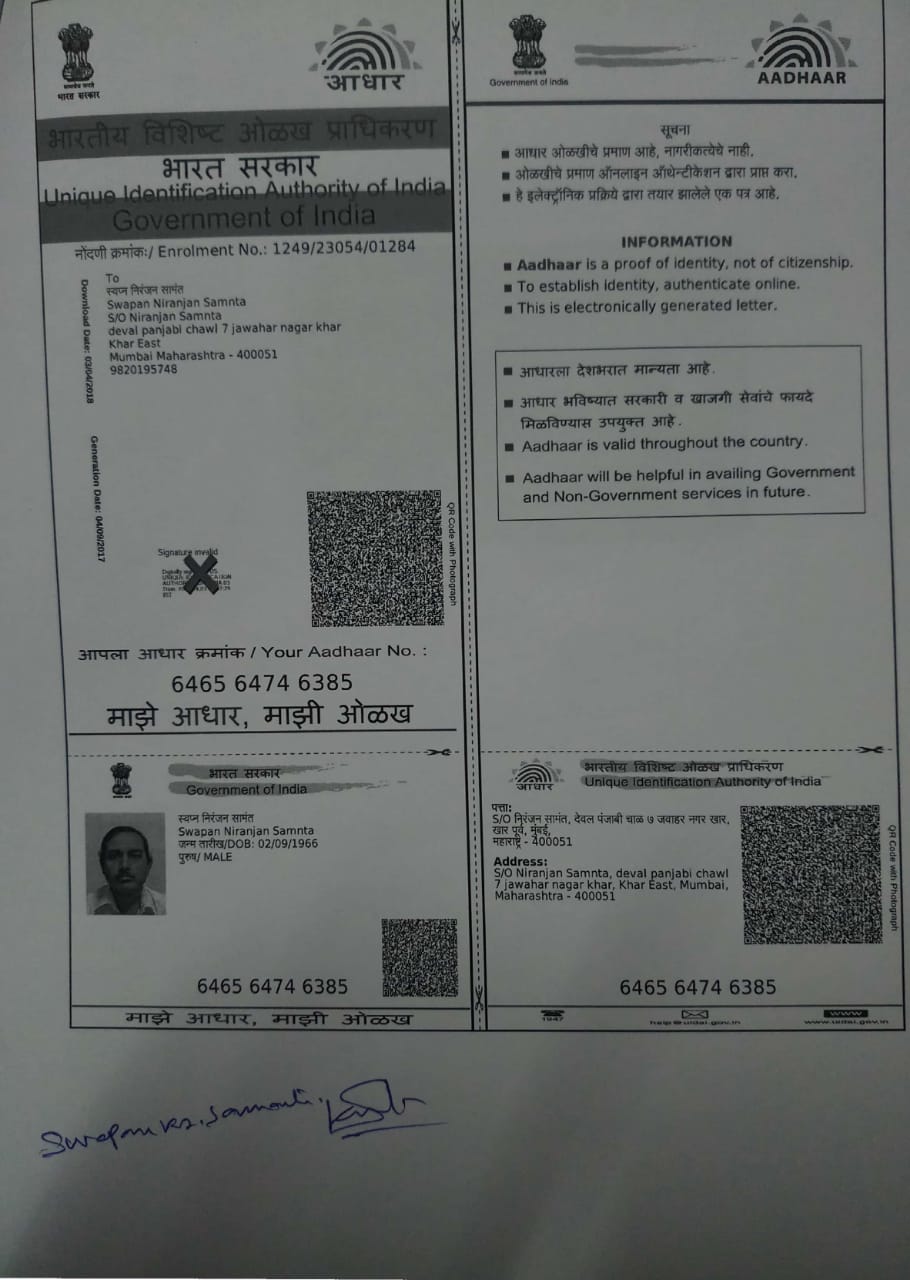 भारत सरकार
आधार
भारतीय विशिष्ट ओळख प्राधिकरण
भारत सरकार
Unique Identification Authority of India
Government of India
नोंदणी क्रमांक:/ Enrolment No.: 1249/23054/01284
To
स्वप्न निरंजन सामंत
Swapan Niranjan Samnta
S/O Niranjan Samnta
deval panjabi chawl 7 jawahar nagar khar
Khar East
Mumbai Maharashtra - 400051
9820195748
Download Date: 03/04/2018
Generation Date: 04/09/2017
Signature invalid
QR Code with Photograph
आपला आधार क्रमांक / Your Aadhaar No. :
6465 6474 6385
माझे आधार, माझी ओळख
Government of India
AADHAAR
सूचना
■ आधार ओळखीचे प्रमाण आहे, नागरीकत्येचे नाही.
■ ओळखीचे प्रमाण ऑनलाइन ऑथेन्टीकेशन द्वारा प्राप्त करा.
■ हे इलेक्ट्रॉनिक प्रक्रिये द्वारा तयार झालेले एक पत्र आहे.
INFORMATION
■ Aadhaar is a proof of identity, not of citizenship.
■ To establish identity, authenticate online.
■ This is electronically generated letter.
■ आधारला देशभरात मान्यता आहे.
■ आधार भविष्यात सरकारी व खाजगी सेवांचे फायदे
मिळविण्यास उपयुक्त आहे.
■ Aadhaar is valid throughout the country.
■ Aadhaar will be helpful in availing Government
and Non-Government services in future.
भारत सरकार
Government of India
स्वप्न निरंजन सामंत
Swapan Niranjan Samnta
जन्म तारीख/DOB: 02/09/1966
पुरुष/ MALE
6465 6474 6385
माझे आधार, माझी ओळख
आधार
भारतीय विशिष्ट ओळख प्राधिकरण
Unique Identification Authority of India
पत्ता:
S/O निरंजन सामंत, देवल पंजाबी चाळ ७ जवाहर नगर खार,
खार पूर्व, मुंबई,
महाराष्ट्र - 400051
Address:
S/O Niranjan Samnta, deval panjabi chawl
7 jawahar nagar khar, Khar East, Mumbai,
Maharashtra - 400051
QR Code with Photograph
6465 6474 6385
1947
help@uidai.gov.in
www
www.uidai.gov.in